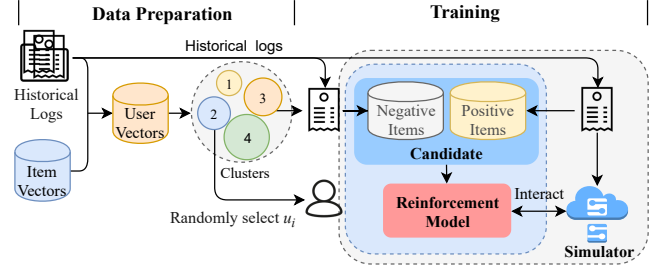 Data Preparation
Training
Historical logs
Historical
Logs
User
Vectors
Item
Vectors
1
2
3
4
Clusters
Randomly select u_i
Negative
Items
Positive
Items
Candidate
Reinforcement
Model
Interact
Simulator